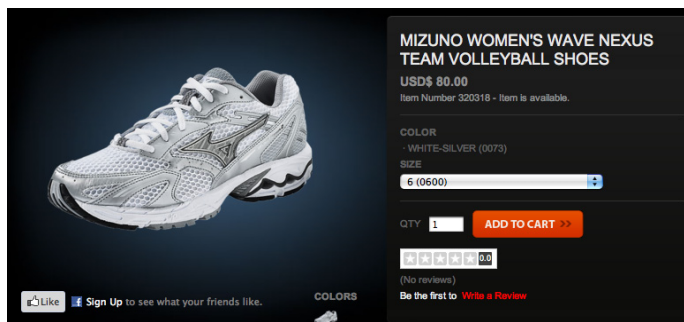 MIZUNO WOMEN'S WAVE NEXUS
TEAM VOLLEYBALL SHOES
USD$ 80.00
Item Number 320318 - Item is available.
COLOR
· WHITE-SILVER (0073)
SIZE
6 (0600)
QTY 1 ADD TO CART >>
0.0
(No reviews)
Be the first to Write a Review
Like f Sign Up to see what your friends like.
COLORS